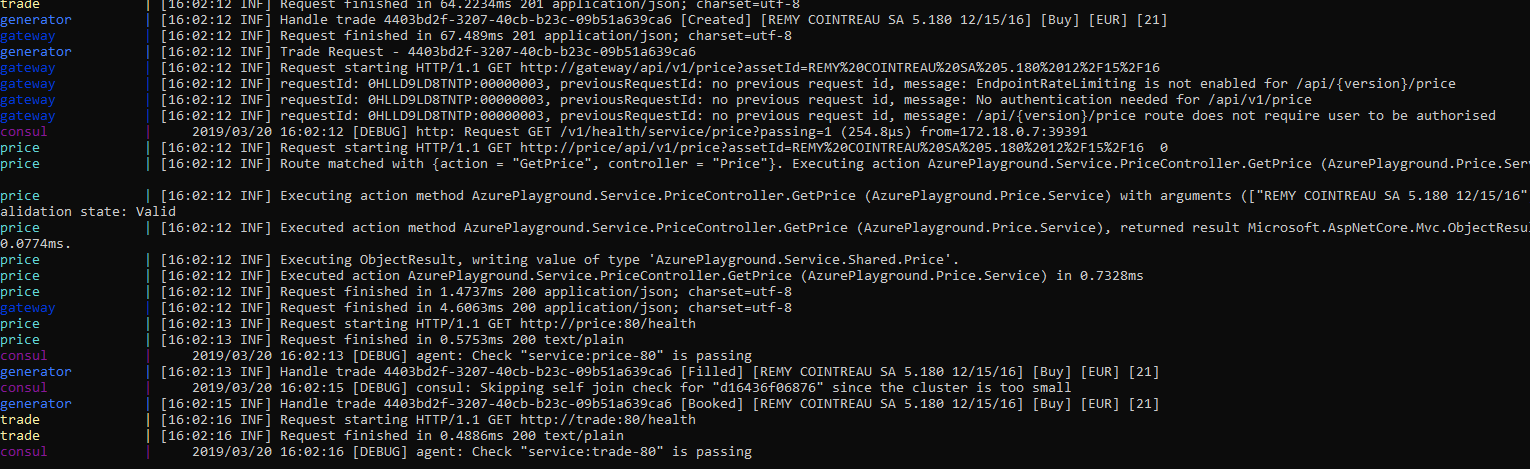 trade | [16:02:12 INF] Request finished in 64.2234ms 201 application/json; charset=utf-8
generator | [16:02:12 INF] Handle trade 4403bd2f-3207-40cb-b23c-09b51a639ca6 [Created] [REMY COINTREAU SA 5.180 12/15/16] [Buy] [EUR] [21]
gateway | [16:02:12 INF] Request finished in 67.489ms 201 application/json; charset=utf-8
generator | [16:02:12 INF] Trade Request - 4403bd2f-3207-40cb-b23c-09b51a639ca6
gateway | [16:02:12 INF] Request starting HTTP/1.1 GET http://gateway/api/v1/price?assetId=REMY%20COINTREAU%20SA%205.180%2012%2F15%2F16
gateway | [16:02:12 INF] requestId: 0HLLD9LD8TNTP:00000003, previousRequestId: no previous request id, message: EndpointRateLimiting is not enabled for /api/{version}/price
gateway | [16:02:12 INF] requestId: 0HLLD9LD8TNTP:00000003, previousRequestId: no previous request id, message: No authentication needed for /api/v1/price
gateway | [16:02:12 INF] requestId: 0HLLD9LD8TNTP:00000003, previousRequestId: no previous request id, message: /api/{version}/price route does not require user to be authorised
consul | 2019/03/20 16:02:12 [DEBUG] http: Request GET /v1/health/service/price?passing=1 (254.8µs) from=172.18.0.7:39391
price | [16:02:12 INF] Request starting HTTP/1.1 GET http://price/api/v1/price?assetId=REMY%20COINTREAU%20SA%205.180%2012%2F15%2F16 0
price | [16:02:12 INF] Route matched with {action = "GetPrice", controller = "Price"}. Executing action AzurePlayground.Service.PriceController.GetPrice (AzurePlayground.Price.Ser
price | [16:02:12 INF] Executing action method AzurePlayground.Service.PriceController.GetPrice (AzurePlayground.Price.Service) with arguments (["REMY COINTREAU SA 5.180 12/15/16"
alidation state: Valid
price | [16:02:12 INF] Executed action method AzurePlayground.Service.PriceController.GetPrice (AzurePlayground.Price.Service), returned result Microsoft.AspNetCore.Mvc.ObjectResu
0.0774ms.
price | [16:02:12 INF] Executing ObjectResult, writing value of type 'AzurePlayground.Service.Shared.Price'.
price | [16:02:12 INF] Executed action AzurePlayground.Service.PriceController.GetPrice (AzurePlayground.Price.Service) in 0.7328ms
price | [16:02:12 INF] Request finished in 1.4737ms 200 application/json; charset=utf-8
gateway | [16:02:12 INF] Request finished in 4.6063ms 200 application/json; charset=utf-8
price | [16:02:13 INF] Request starting HTTP/1.1 GET http://price:80/health
price | [16:02:13 INF] Request finished in 0.5753ms 200 text/plain
consul | 2019/03/20 16:02:13 [DEBUG] agent: Check "service:price-80" is passing
generator | [16:02:13 INF] Handle trade 4403bd2f-3207-40cb-b23c-09b51a639ca6 [Filled] [REMY COINTREAU SA 5.180 12/15/16] [Buy] [EUR] [21]
consul | 2019/03/20 16:02:15 [DEBUG] consul: Skipping self join check for "d16436f06876" since the cluster is too small
generator | [16:02:15 INF] Handle trade 4403bd2f-3207-40cb-b23c-09b51a639ca6 [Booked] [REMY COINTREAU SA 5.180 12/15/16] [Buy] [EUR] [21]
trade | [16:02:16 INF] Request starting HTTP/1.1 GET http://trade:80/health
trade | [16:02:16 INF] Request finished in 0.4886ms 200 text/plain
consul | 2019/03/20 16:02:16 [DEBUG] agent: Check "service:trade-80" is passing